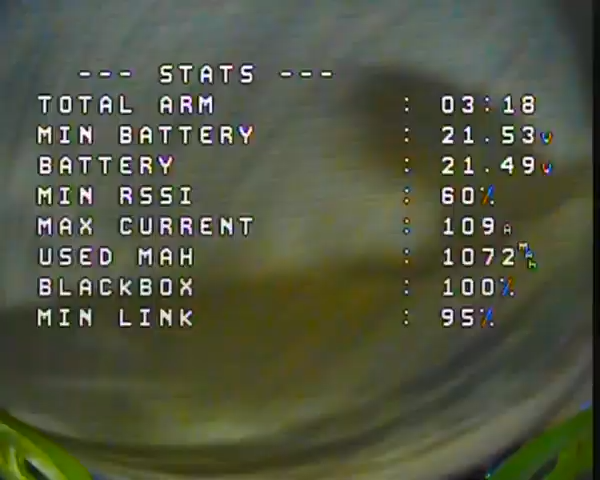 --- STATS ---
TOTAL ARM : 03:18
MIN BATTERY : 21.53V
BATTERY : 21.49V
MIN RSSI : 60%
MAX CURRENT : 109A
USED MAH : 1072MAH
BLACKBOX : 100%
MIN LINK : 95%